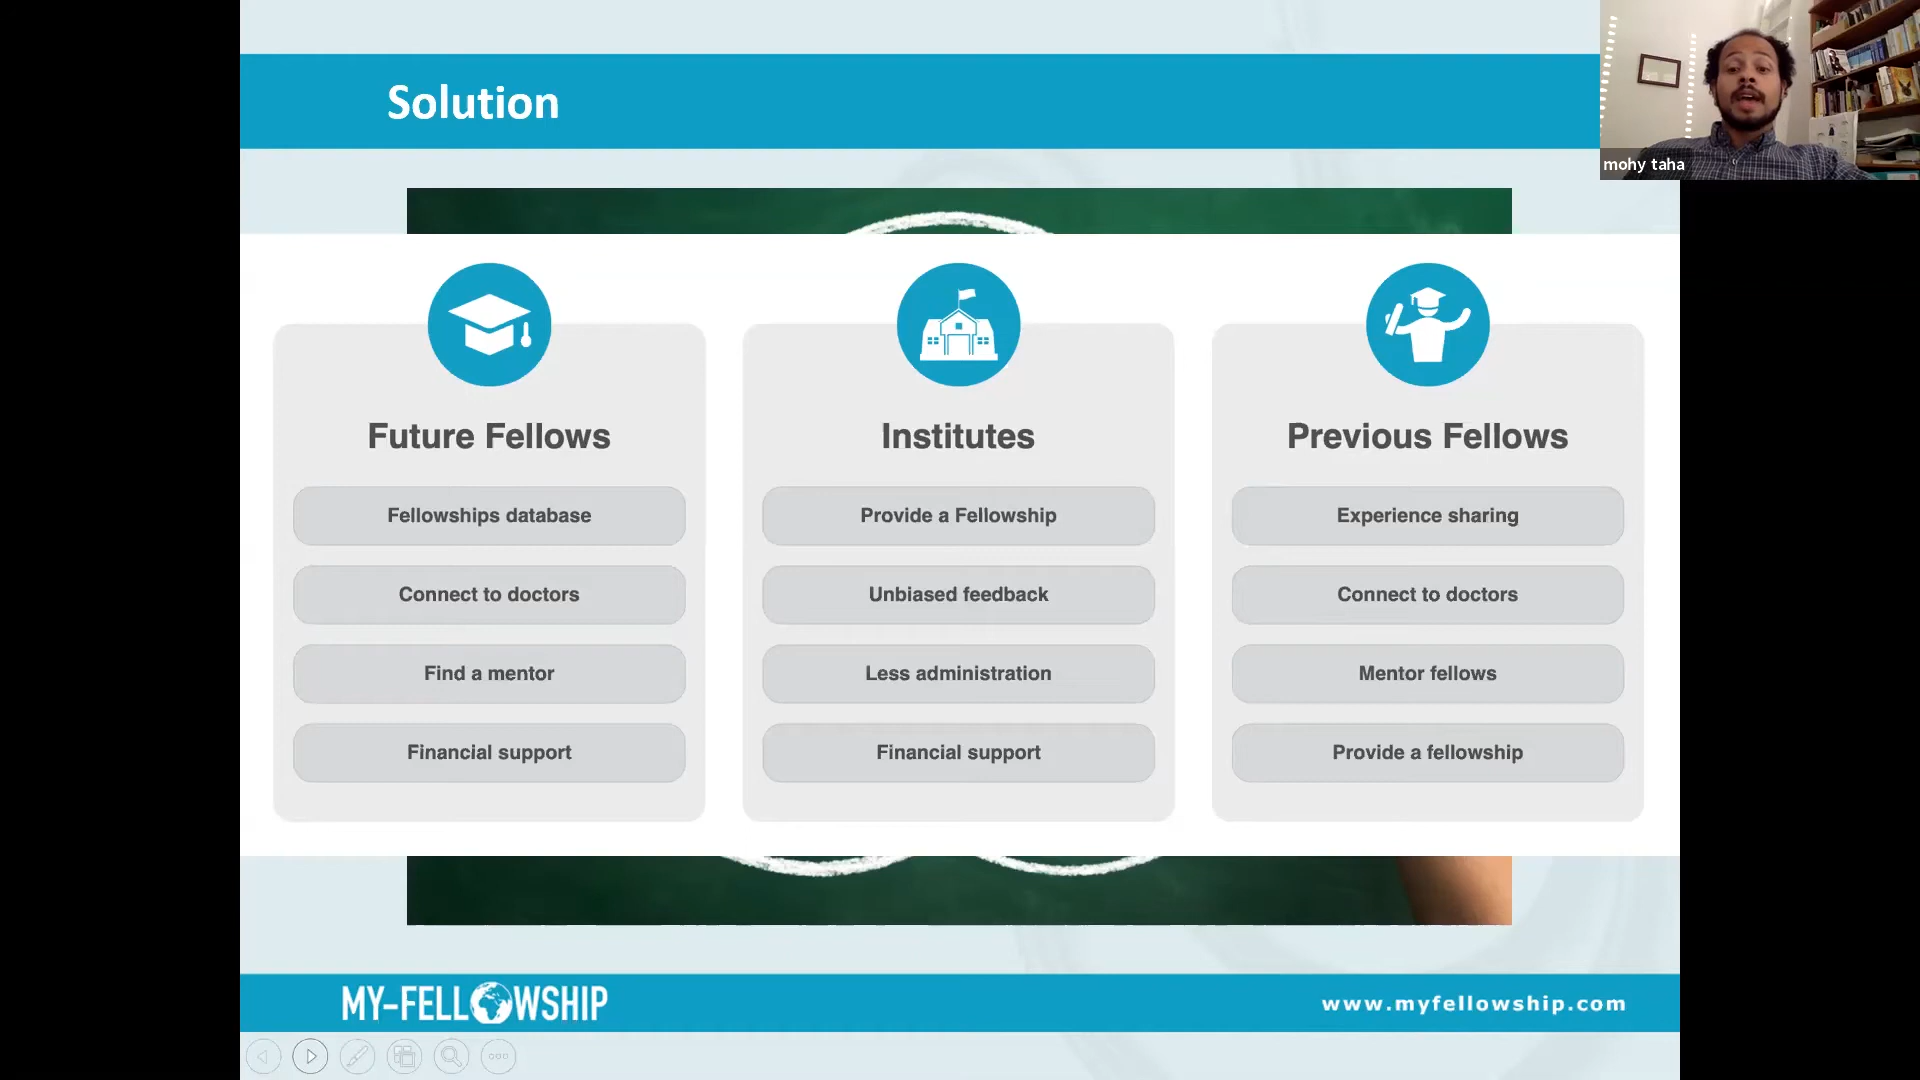 Solution
mohy taha
Future Fellows
Fellowships database
Connect to doctors
Find a mentor
Financial support
Institutes
Provide a Fellowship
Unbiased feedback
Less administration
Financial support
Previous Fellows
Experience sharing
Connect to doctors
Mentor fellows
Provide a fellowship
MY-FELLOWSHIP
www.myfellowship.com